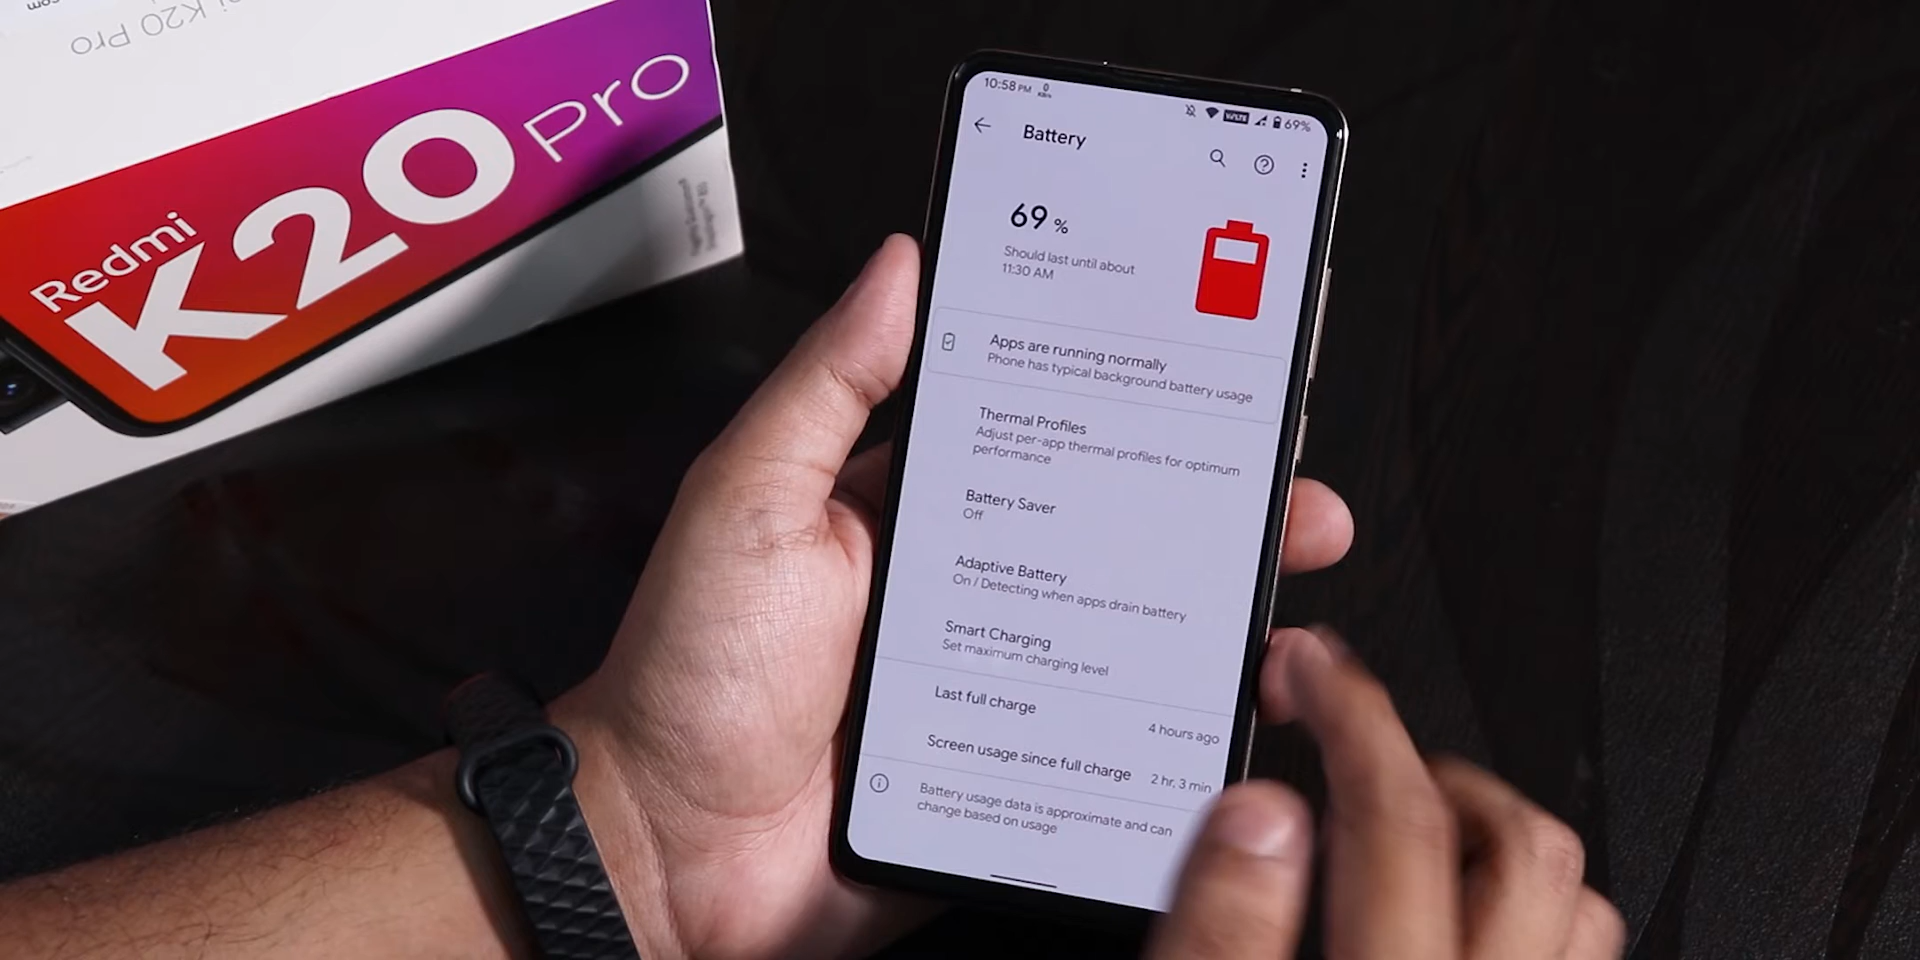 K20 Pro
Redmi
K20 Pro
10:58 PM
0
KB/s
VoLTE
69%
Battery
69 %
Should last until about
11:30 AM
Apps are running normally
Phone has typical background battery usage
Thermal Profiles
Adjust per-app thermal profiles for optimum
performance
Battery Saver
Off
Adaptive Battery
On / Detecting when apps drain battery
Smart Charging
Set maximum charging level
Last full charge
4 hours ago
Screen usage since full charge
2 hr, 3 min
Battery usage data is approximate and can
change based on usage